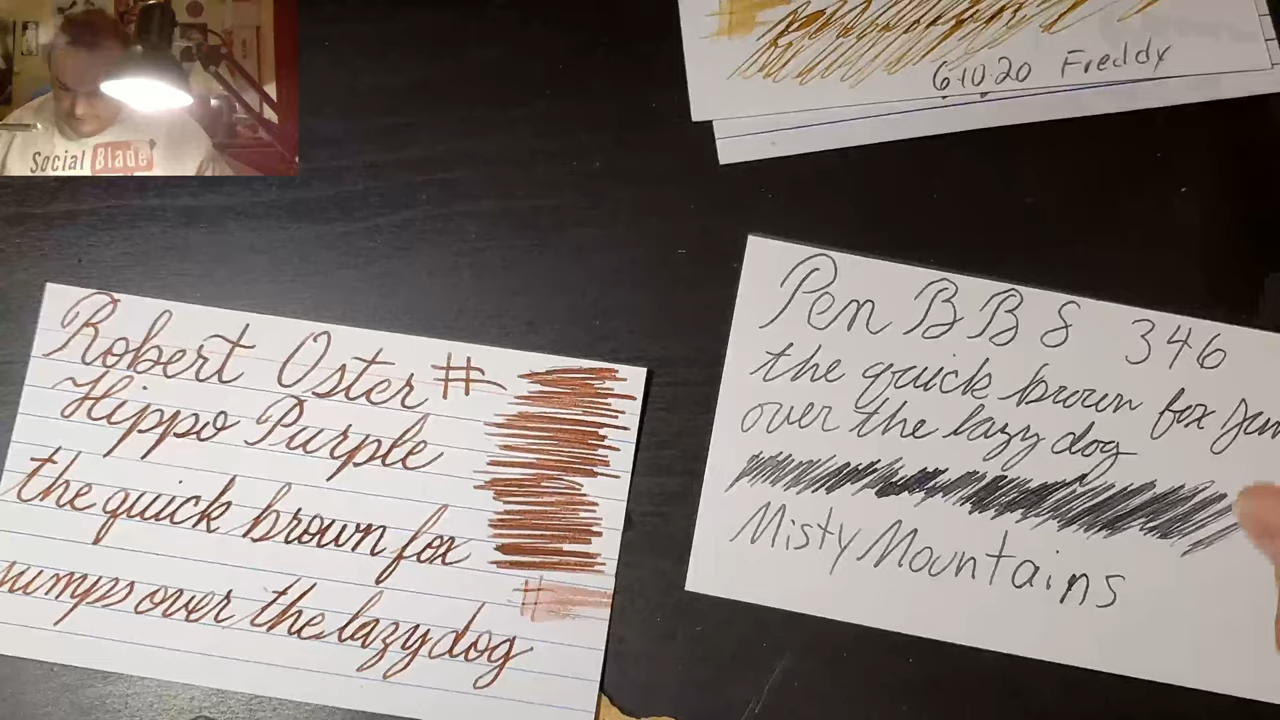 Social Blade
6·10·20 Freddy
Robert Oster #
Hippo Purple
the quick brown fox
jumps over the lazy dog
#
Pen BBS 346
the quick brown fox Jum
over the lazy dog
Misty Mountains